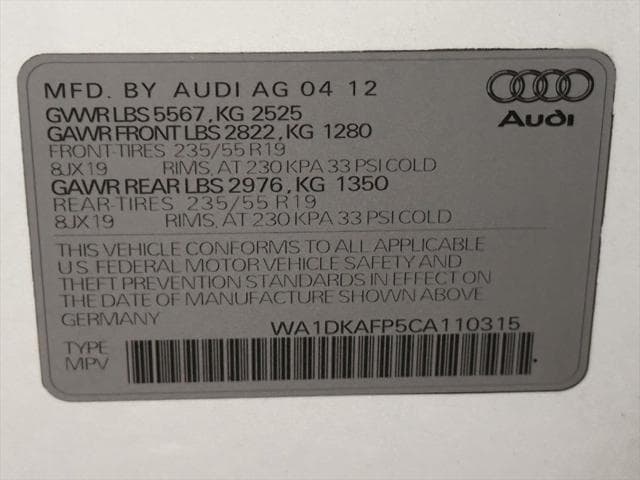 MFD. BY AUDI AG 04 12
GVWR LBS 5567, KG 2525
GAWR FRONT LBS 2822, KG 1280
FRONT-TIRES 235/55 R19
8JX19 RIMS, AT 230 KPA 33 PSI COLD
GAWR REAR LBS 2976, KG 1350
REAR-TIRES 235/55 R19
8JX19 RIMS, AT 230 KPA 33 PSI COLD
THIS VEHICLE CONFORMS TO ALL APPLICABLE
U.S. FEDERAL MOTOR VEHICLE SAFETY AND
THEFT PREVENTION STANDARDS IN EFFECT ON
THE DATE OF MANUFACTURE SHOWN ABOVE.
GERMANY
WA1DKAFP5CA110315
TYPE
MPV
Audi